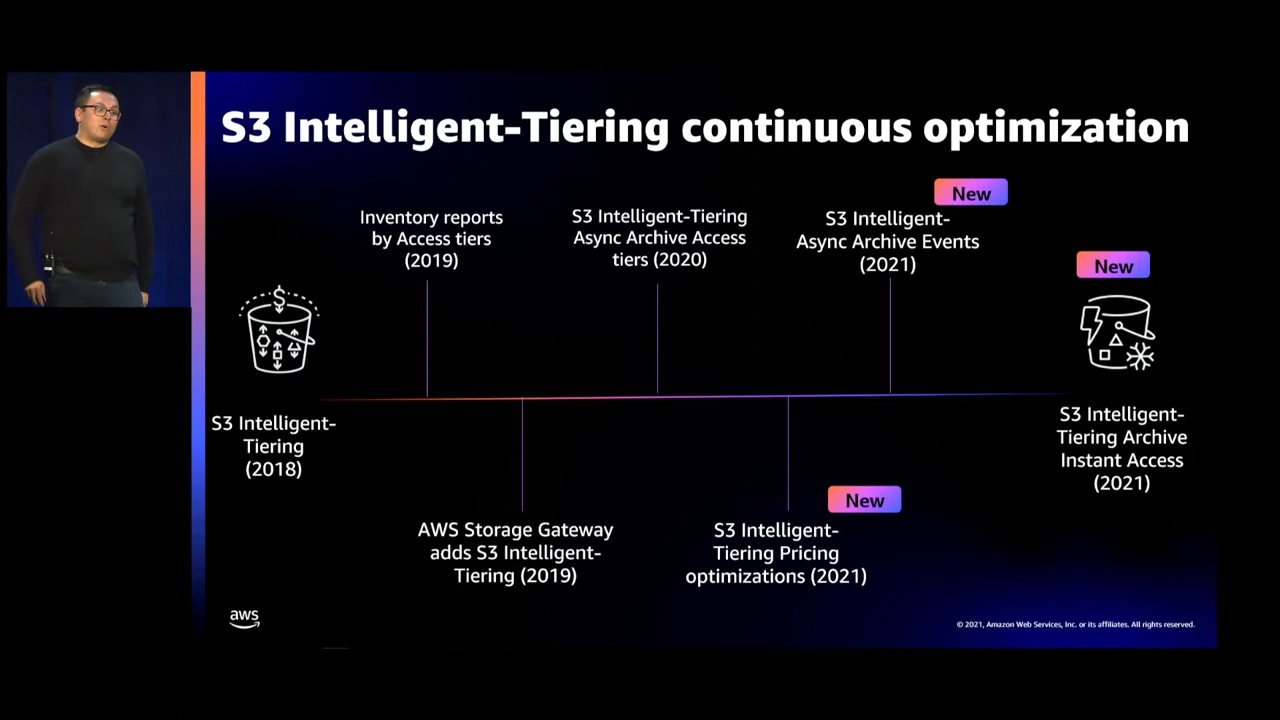 S3 Intelligent-Tiering continuous optimization
New
Inventory reports
by Access tiers
(2019)
S3 Intelligent-Tiering
Async Archive Access
tiers (2020)
S3 Intelligent-
Async Archive Events
(2021)
New
$
S3 Intelligent-
Tiering
(2018)
S3 Intelligent-
Tiering Archive
Instant Access
(2021)
New
AWS Storage Gateway
adds S3 Intelligent-
Tiering (2019)
S3 Intelligent-
Tiering Pricing
optimizations (2021)
aws
© 2021, Amazon Web Services, Inc. or its affiliates. All rights reserved.